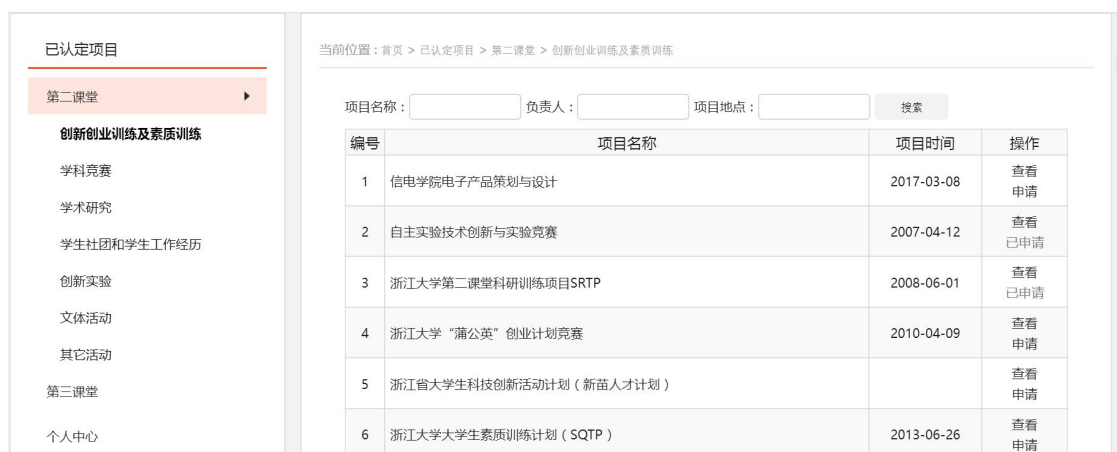 已认定项目
第二课堂
创新创业训练及素质训练
学科竞赛
学术研究
学生社团和学生工作经历
创新实验
文体活动
其它活动
第三课堂
个人中心
当前位置：首页 > 已认定项目 > 第二课堂 > 创新创业训练及素质训练
项目名称： 负责人： 项目地点： 搜索
编号 项目名称 项目时间 操作
1 信电学院电子产品策划与设计 2017-03-08 查看
申请
2 自主实验技术创新与实验竞赛 2007-04-12 查看
已申请
3 浙江大学第二课堂科研训练项目SRTP 2008-06-01 查看
已申请
4 浙江大学“蒲公英”创业计划竞赛 2010-04-09 查看
申请
5 浙江省大学生科技创新活动计划（新苗人才计划） 查看
申请
6 浙江大学大学生素质训练计划（SQTP） 2013-06-26 查看
申请